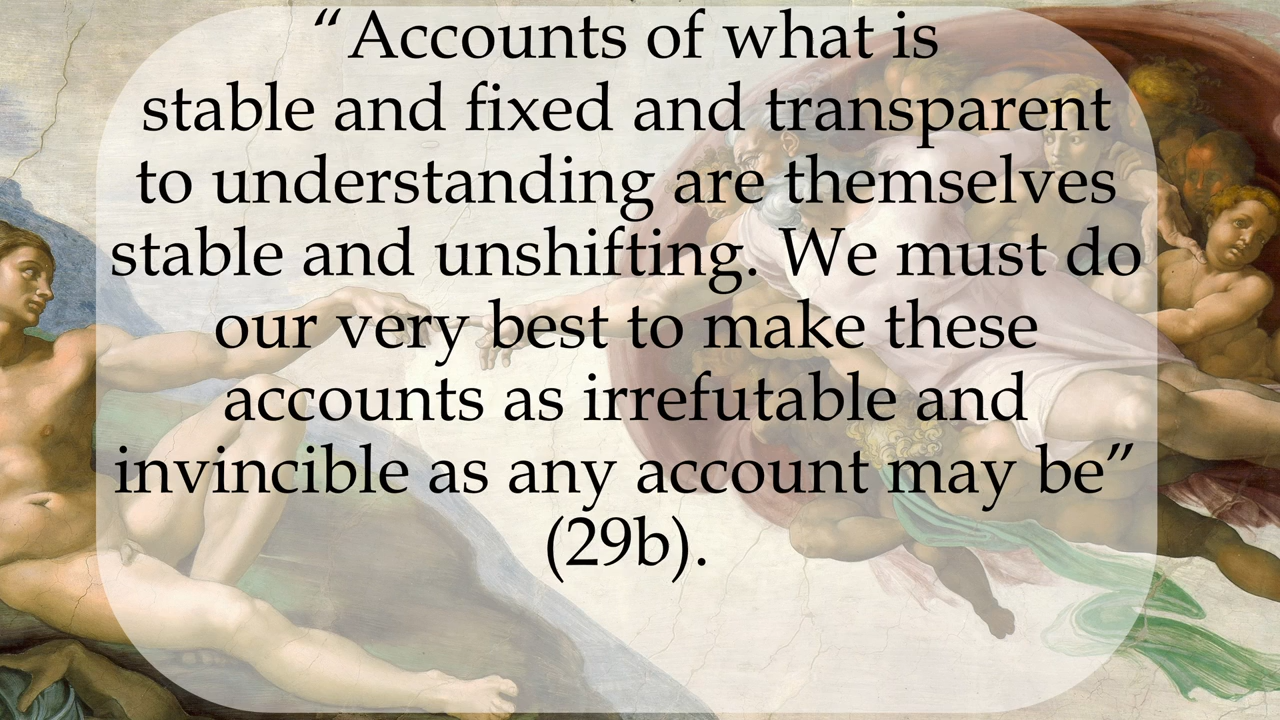 “Accounts of what is
stable and fixed and transparent
to understanding are themselves
stable and unshifting. We must do
our very best to make these
accounts as irrefutable and
invincible as any account may be”
(29b).